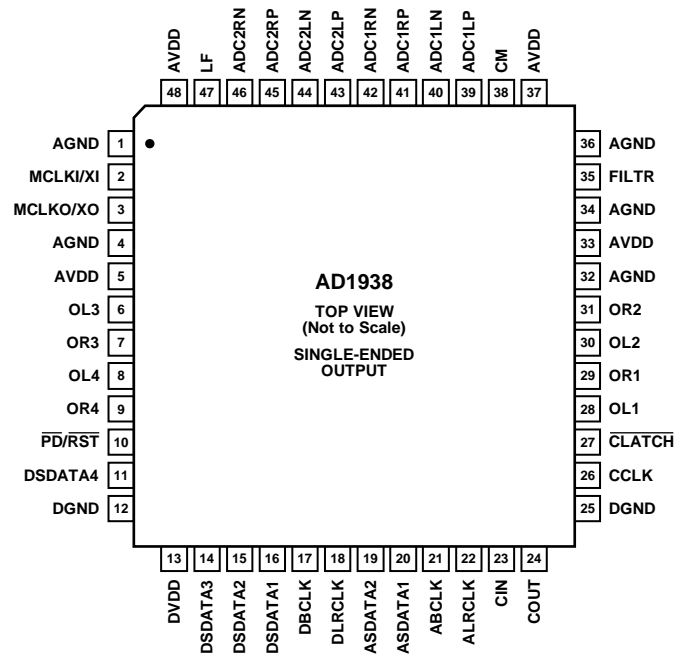 AVDD
LF
ADC2RN
ADC2RP
ADC2LN
ADC2LP
ADC1RN
ADC1RP
ADC1LN
ADC1LP
CM
AVDD
48 47 46 45 44 43 42 41 40 39 38 37
AGND 1
MCLKI/XI 2
MCLKO/XO 3
AGND 4
AVDD 5
OL3 6
OR3 7
OL4 8
OR4 9
PD/RST 10
DSDATA4 11
DGND 12
AD1938
TOP VIEW
(Not to Scale)
SINGLE-ENDED
OUTPUT
36 AGND
35 FILTR
34 AGND
33 AVDD
32 AGND
31 OR2
30 OL2
29 OR1
28 OL1
27 CLATCH
26 CCLK
25 DGND
13 14 15 16 17 18 19 20 21 22 23 24
DVDD
DSDATA3
DSDATA2
DSDATA1
DBCLK
DLRCLK
ASDATA2
ASDATA1
ABCLK
ALRCLK
CIN
COUT